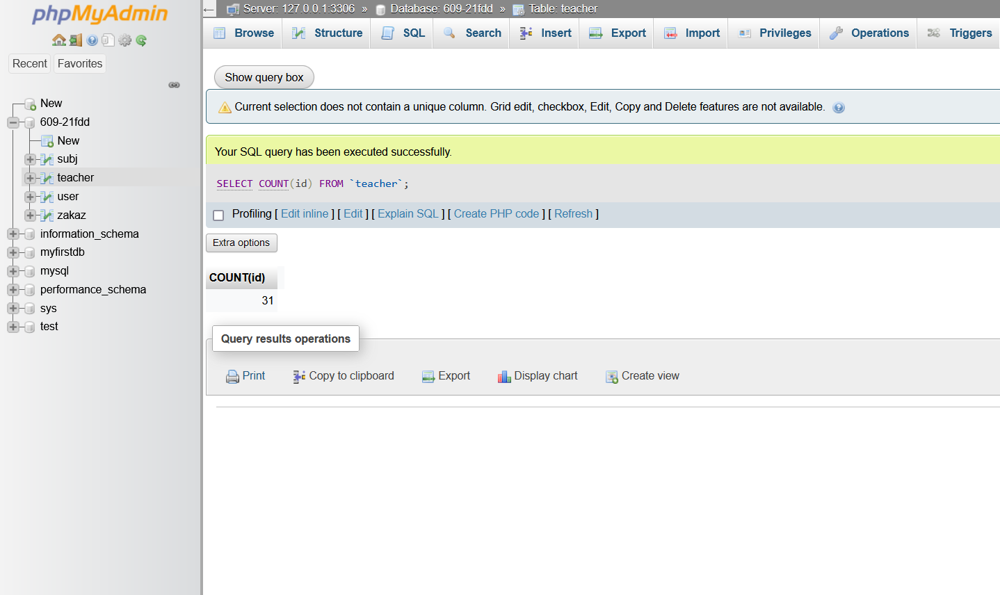 phpMyAdmin
Recent Favorites
New
609-21fdd
New
subj
teacher
user
zakaz
information_schema
myfirstdb
mysql
performance_schema
sys
test
← Server: 127.0.0.1:3306 » Database: 609-21fdd » Table: teacher
Browse Structure SQL Search Insert Export Import Privileges Operations Triggers
Show query box
Current selection does not contain a unique column. Grid edit, checkbox, Edit, Copy and Delete features are not available.
Your SQL query has been executed successfully.
SELECT COUNT(id) FROM `teacher`;
Profiling [ Edit inline ] [ Edit ] [ Explain SQL ] [ Create PHP code ] [ Refresh ]
Extra options
COUNT(id)
31
Query results operations
Print Copy to clipboard Export Display chart Create view